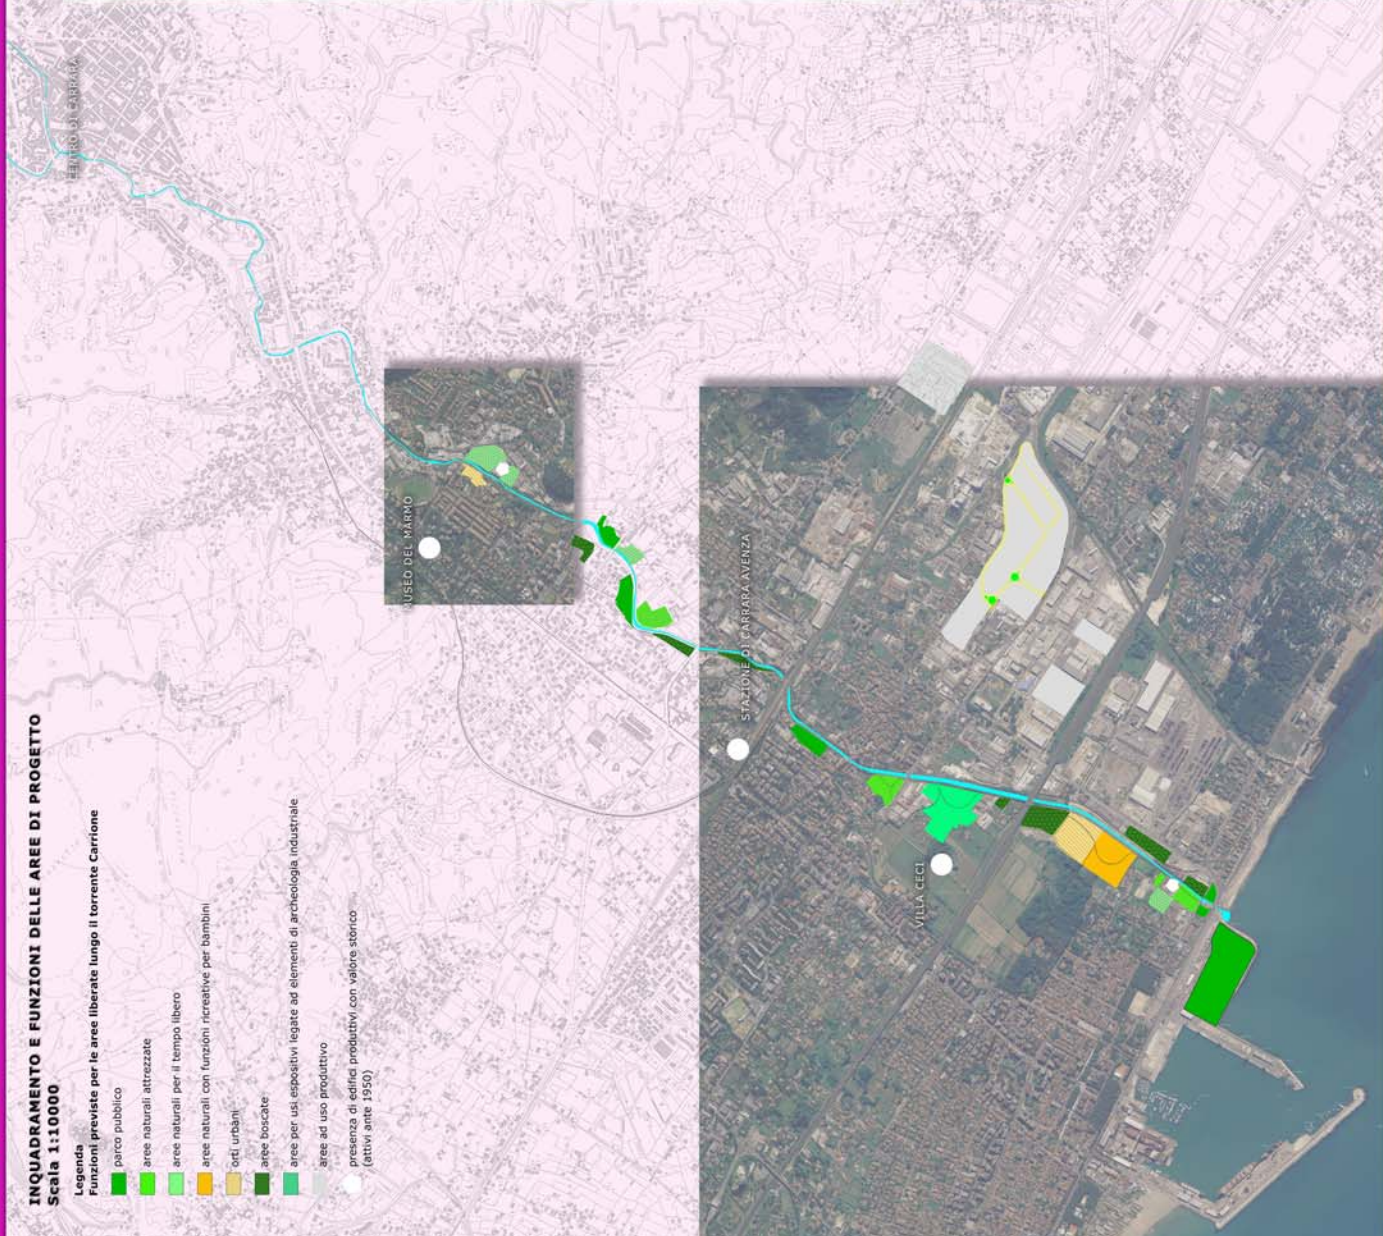 INQUADRAMENTO E FUNZIONI DELLE AREE DI PROGETTO
Scala 1:10000
Legenda
Funzioni previste per le aree liberate lungo il torrente Carrione
parco pubblico
aree naturali attrezzate
aree naturali per il tempo libero
aree naturali con funzioni ricreative per bambini
orti urbani
aree boscate
aree per usi espositivi legate ad elementi di archeologia industriale
aree ad uso produttivo
presenza di edifici produttivi con valore storico
(attivi ante 1950)
CENTRO DI CARRARA
MUSEO DEL MARMO
STAZIONE DI CARRARA AVENZA
VILLA CECI